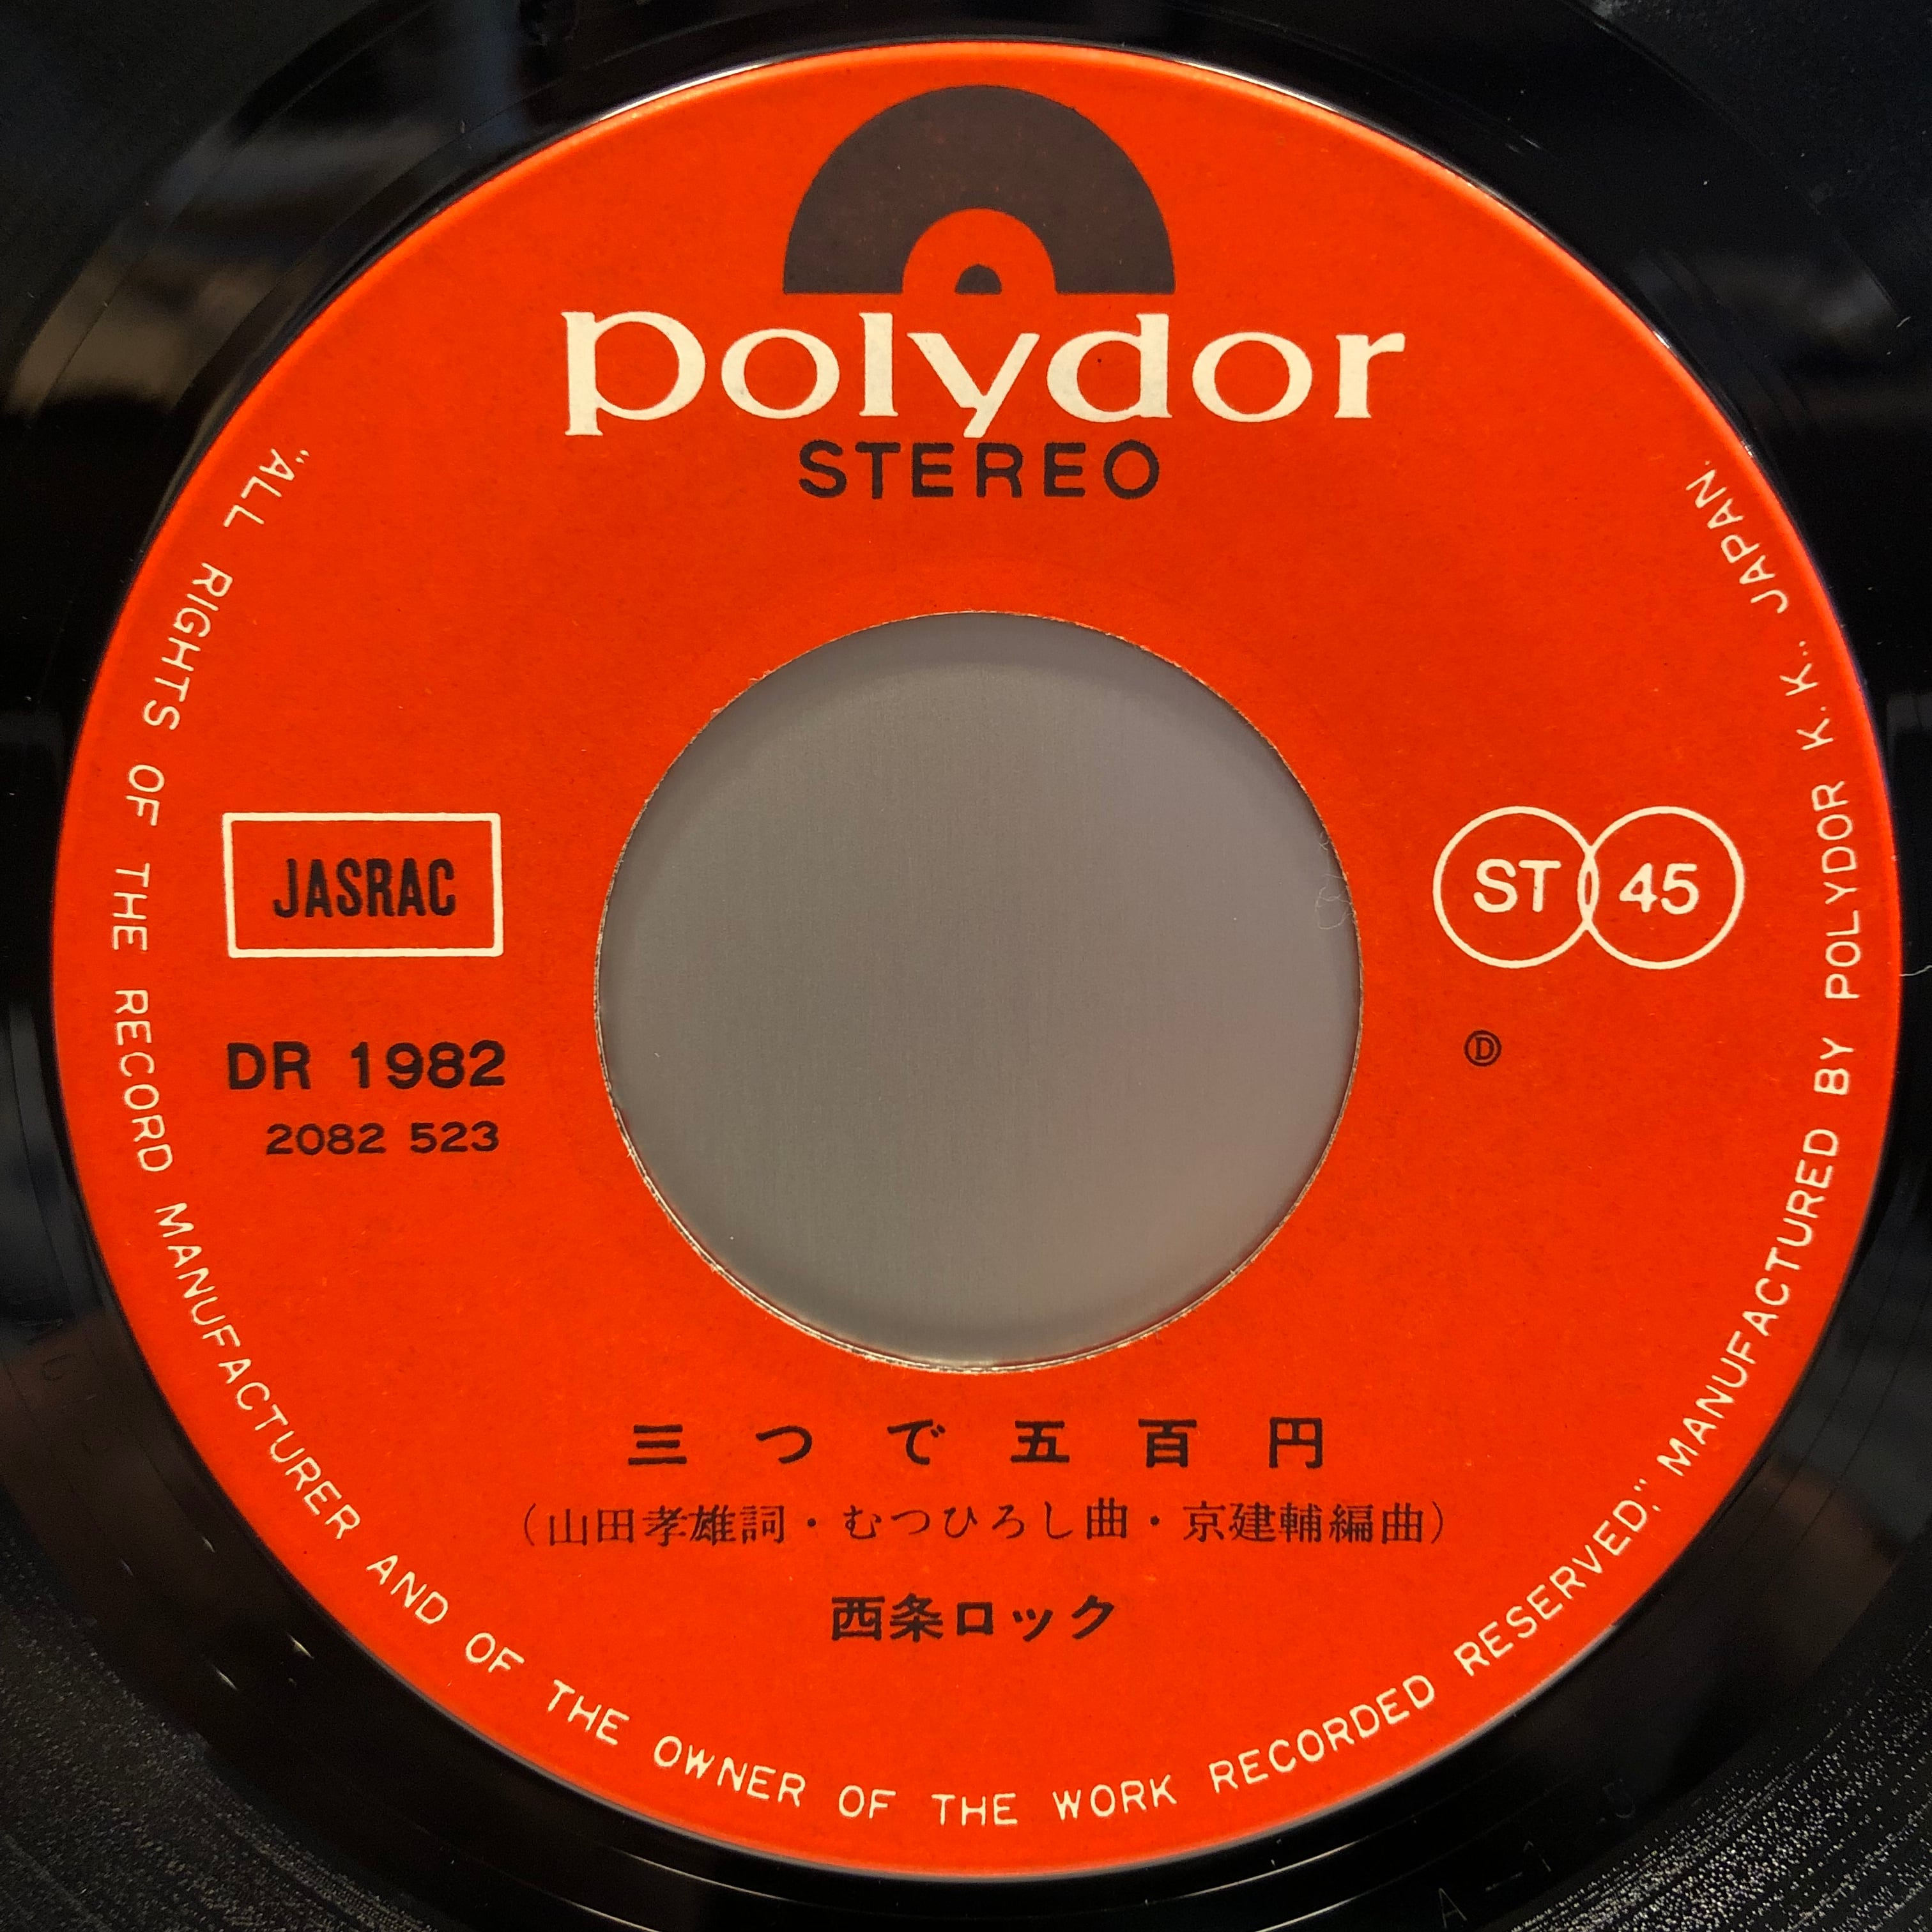 polydor
STEREO
JASRAC
ST 45
DR 1982
Ⓓ
2082 523
三つで五百円
（山田孝雄詞・むつひろし曲・京建輔編曲）
西条ロック
"ALL RIGHTS OF THE RECORD MANUFACTURER AND OF THE OWNER OF THE WORK RECORDED RESERVED," MANUFACTURED BY POLYDOR K.K., JAPAN.